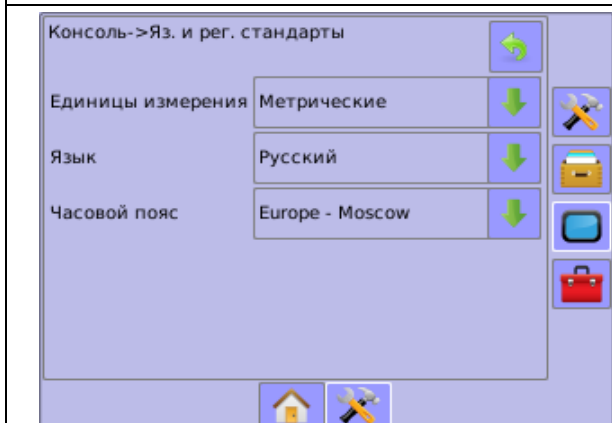 Консоль->Яз. и рег. стандарты
Единицы измерения Метрические
Язык Русский
Часовой пояс Europe - Moscow